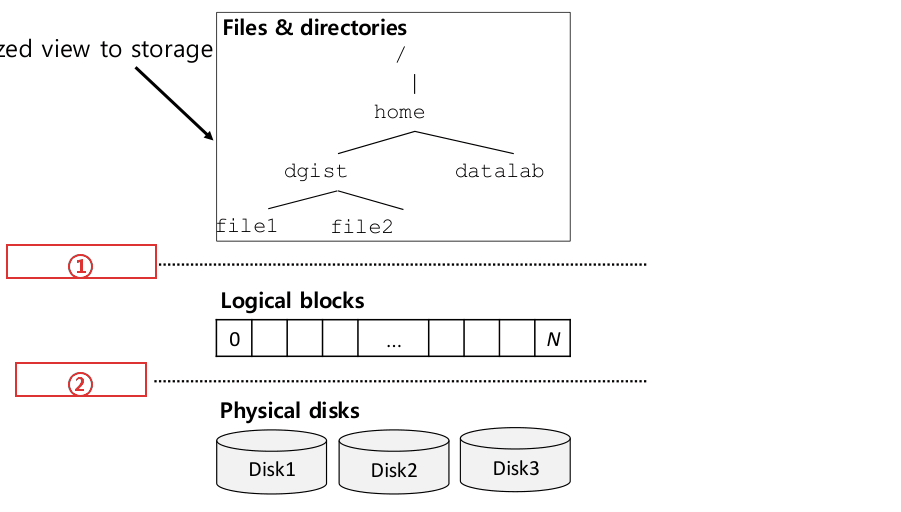 Files & directories
zed view to storage
/
home
dgist datalab
file1 file2
①
Logical blocks
0 ... N
②
Physical disks
Disk1 Disk2 Disk3